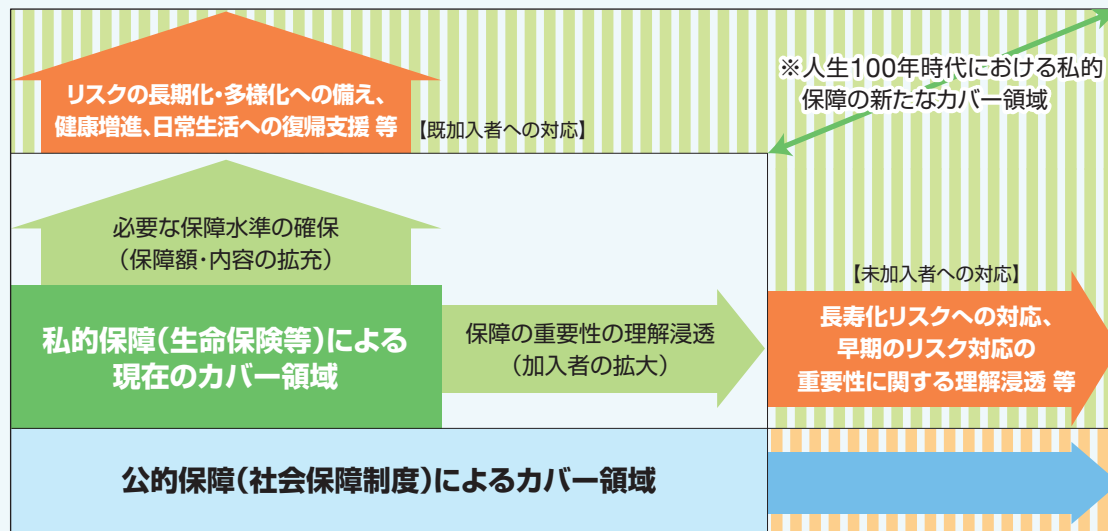 リスクの長期化・多様化への備え、
健康増進、日常生活への復帰支援 等
【既加入者への対応】
※人生100年時代における私的
保障の新たなカバー領域
必要な保障水準の確保
（保障額・内容の拡充）
【未加入者への対応】
私的保障（生命保険等）による
現在のカバー領域
保障の重要性の理解浸透
（加入者の拡大）
長寿化リスクへの対応、
早期のリスク対応の
重要性に関する理解浸透 等
公的保障（社会保障制度）によるカバー領域